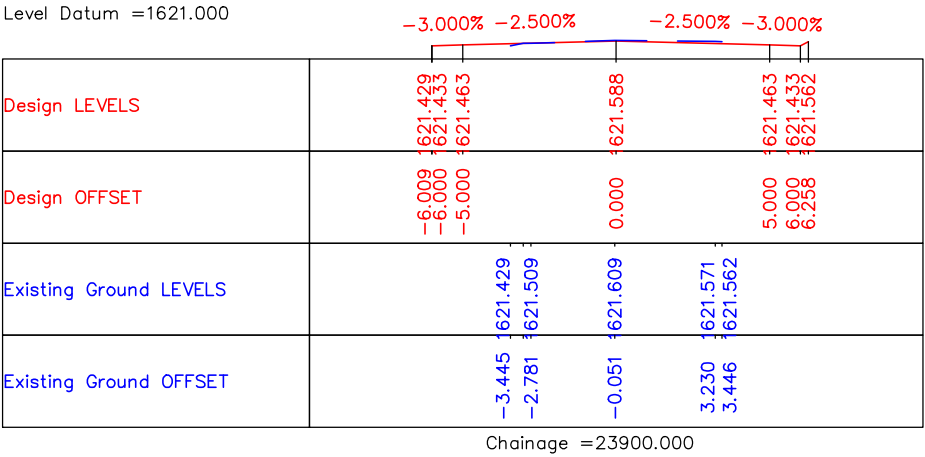 Level Datum =1621.000
-3.000% -2.500% -2.500% -3.000%
Design LEVELS 1621.429 1621.433 1621.463 1621.588 1621.463 1621.433 1621.562
Design OFFSET -6.009 -6.000 -5.000 0.000 5.000 6.000 6.258
Existing Ground LEVELS 1621.429 1621.509 1621.609 1621.571 1621.562
Existing Ground OFFSET -3.445 -2.781 -0.051 3.230 3.446
Chainage =23900.000